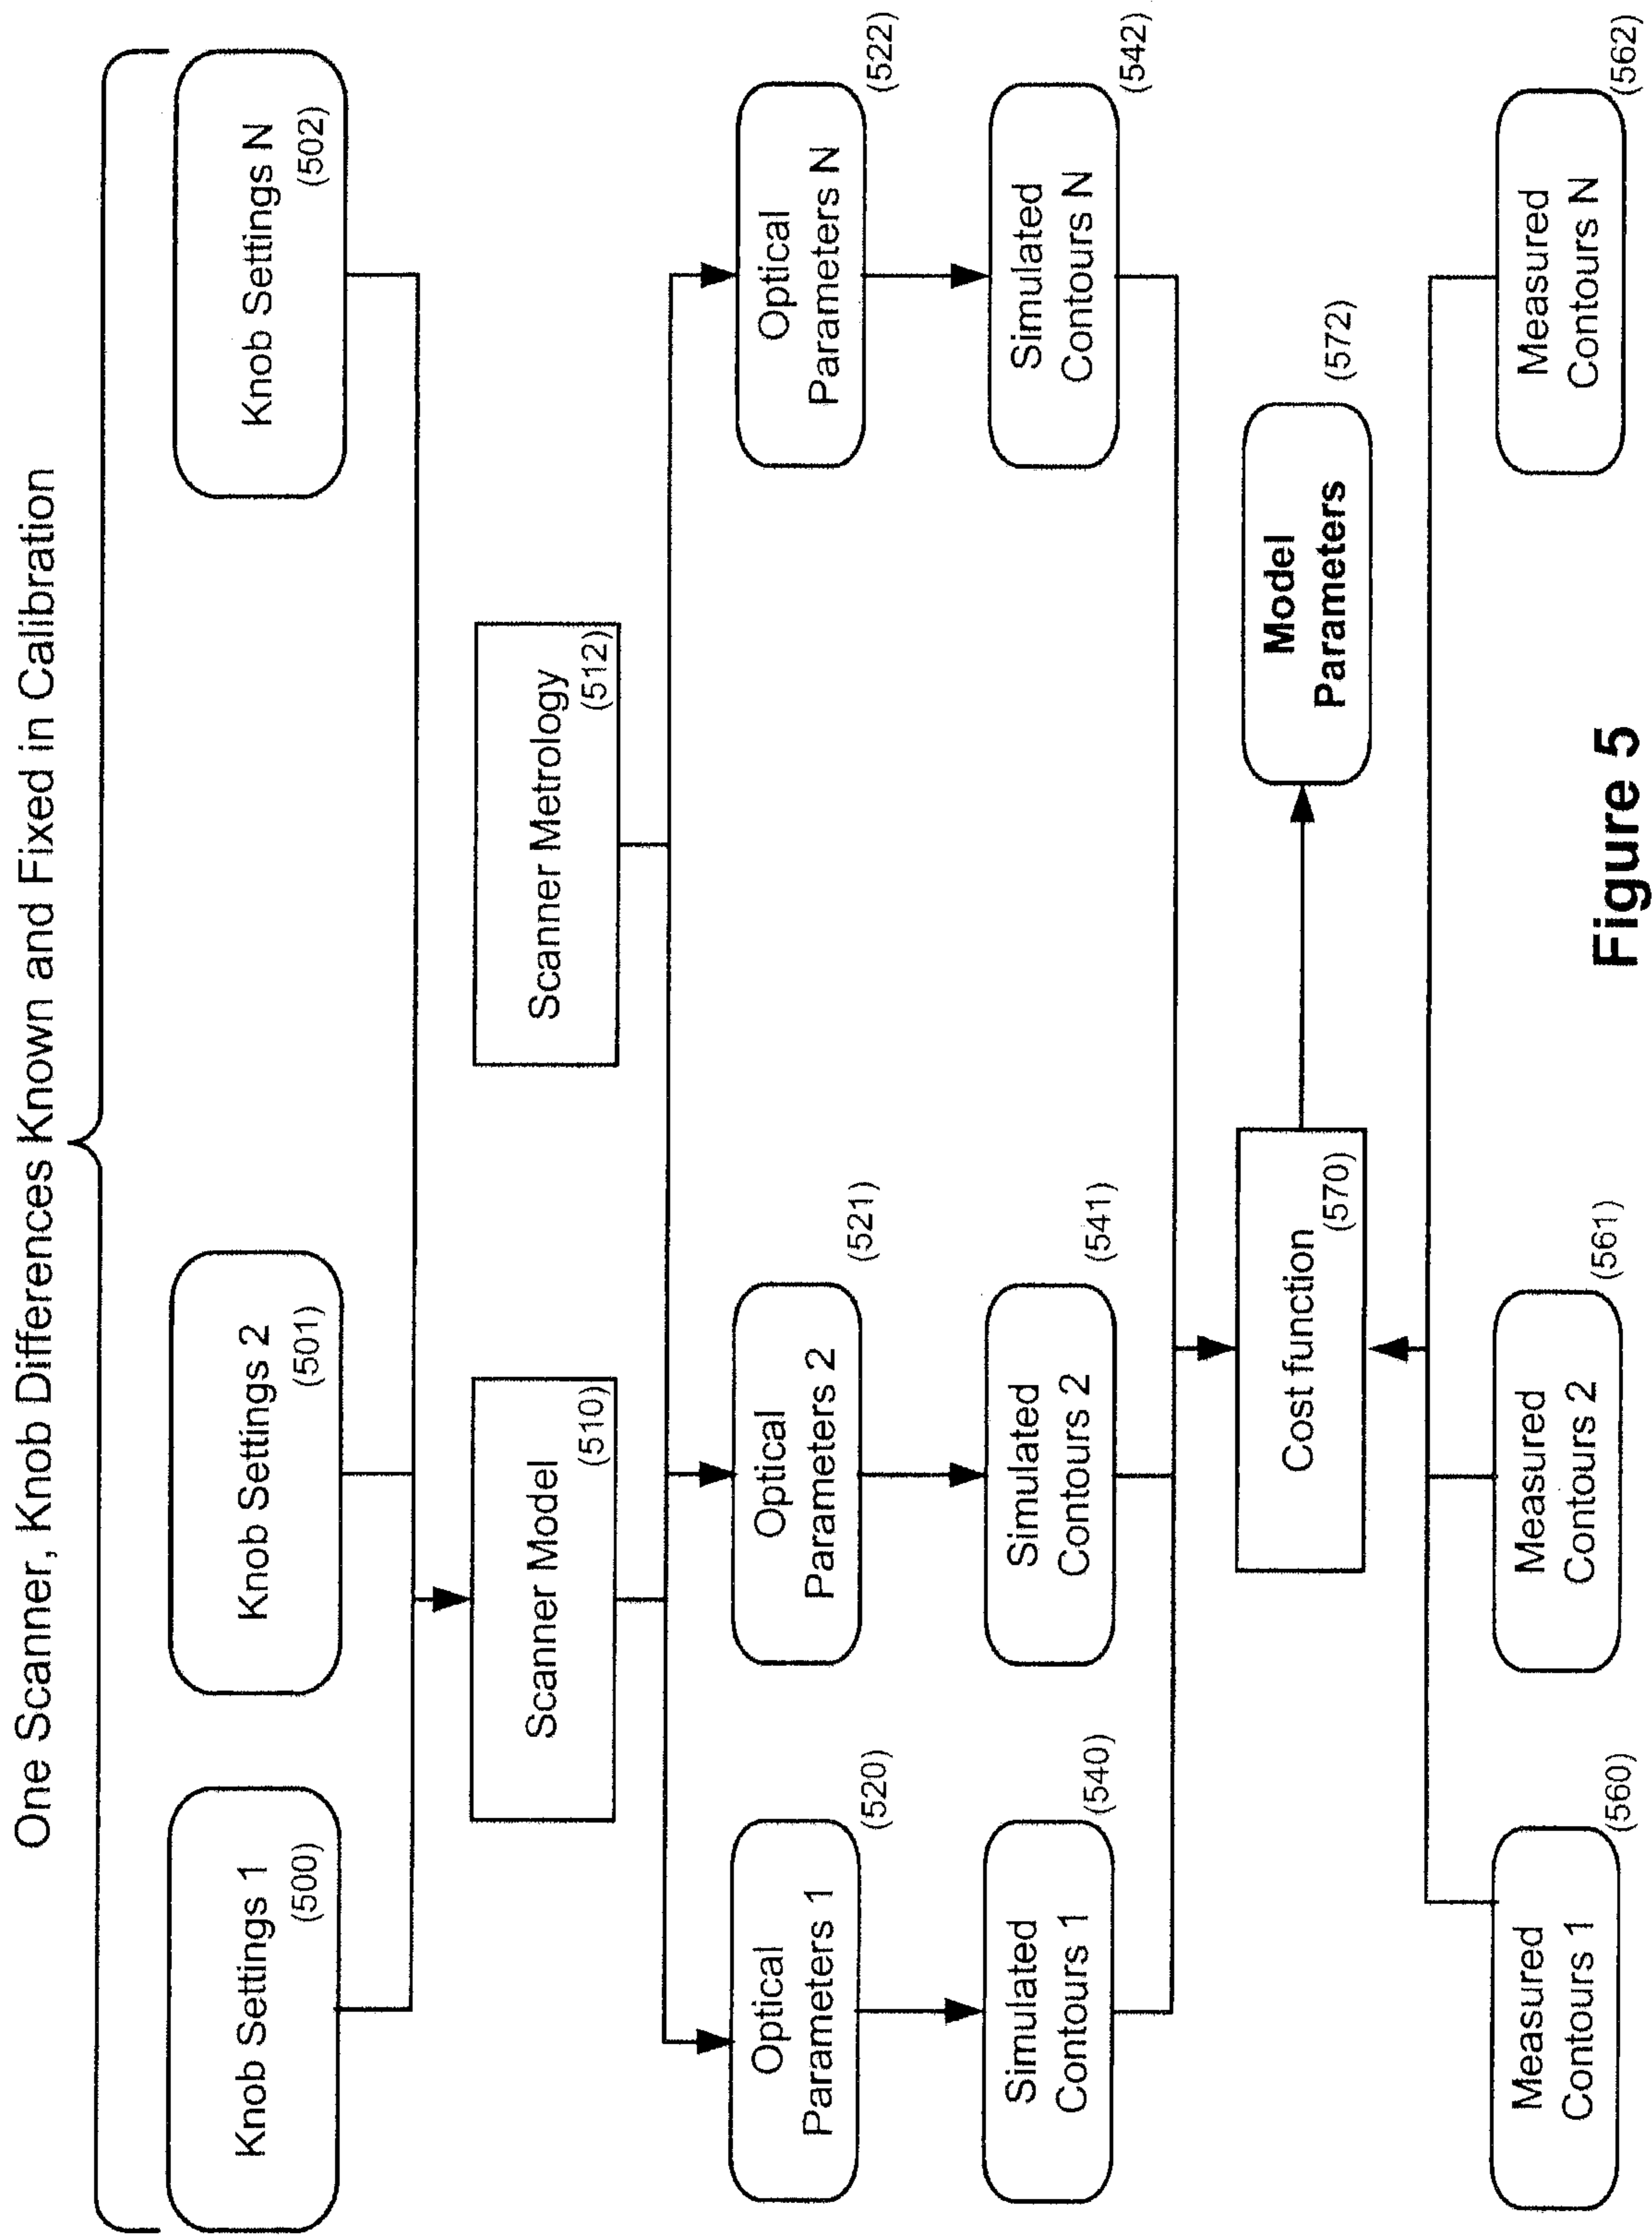 One Scanner, Knob Differences Known and Fixed in Calibration
Knob Settings 1
(500)
Knob Settings 2
(501)
Knob Settings N
(502)
Scanner Model
(510)
Scanner Metrology
(512)
Optical
Parameters 1
(520)
Optical
Parameters 2
(521)
Optical
Parameters N
(522)
Simulated
Contours 1
(540)
Simulated
Contours 2
(541)
Simulated
Contours N
(542)
Cost function
(570)
Model
Parameters
(572)
Measured
Contours 1
(560)
Measured
Contours 2
(561)
Measured
Contours N
(562)
Figure 5